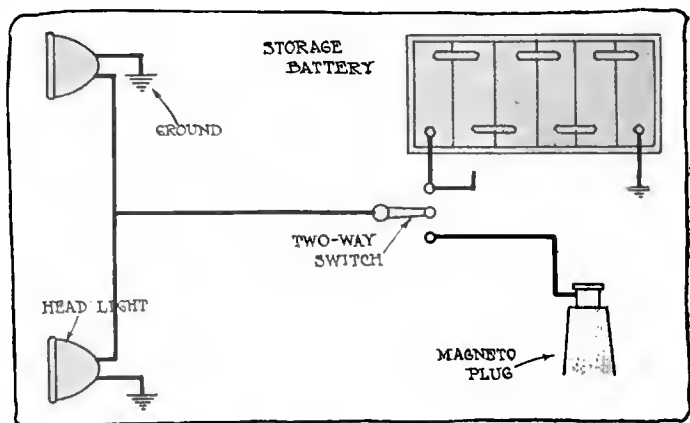 STORAGE
BATTERY
GROUND
TWO-WAY
SWITCH
HEAD LIGHT
MAGNETO
PLUG